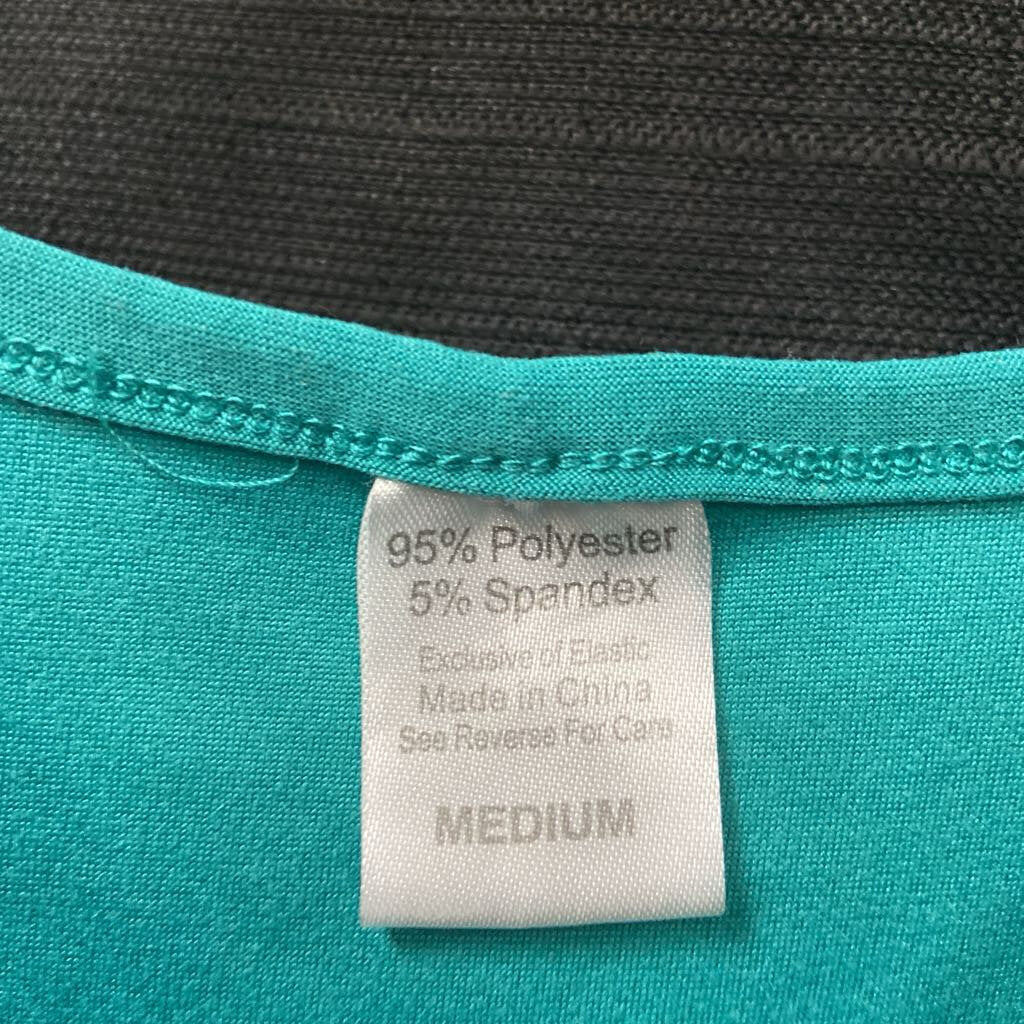 95% Polyester
5% Spandex
Exclusive of Elastic
Made in China
See Reverse For Care
MEDIUM